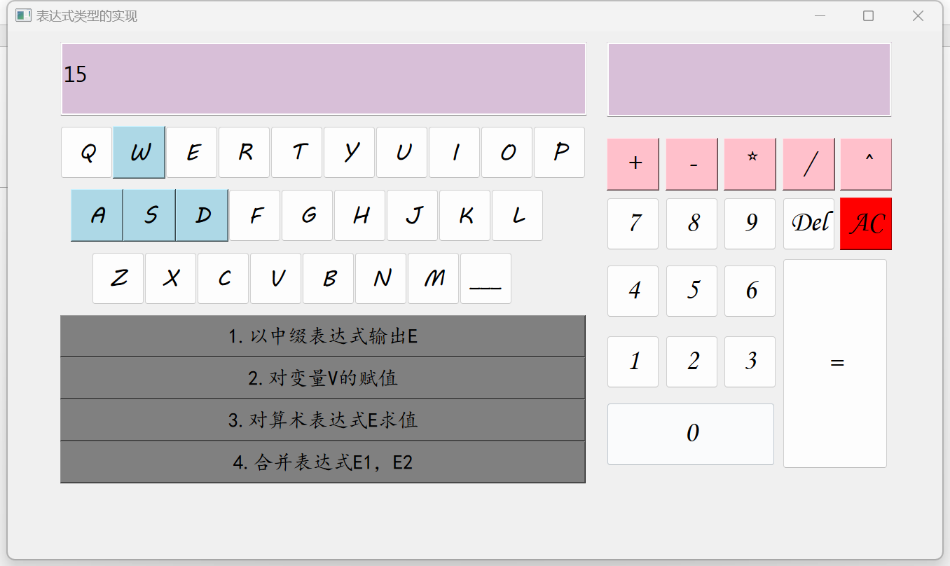 表达式类型的实现
15
Q W E R T Y U I O P
A S D F G H J K L
Z X C V B N M __
1.以中缀表达式输出E
2.对变量V的赋值
3.对算术表达式E求值
4.合并表达式E1，E2
+ - * / ^
7 8 9 Del AC
4 5 6
1 2 3 =
0